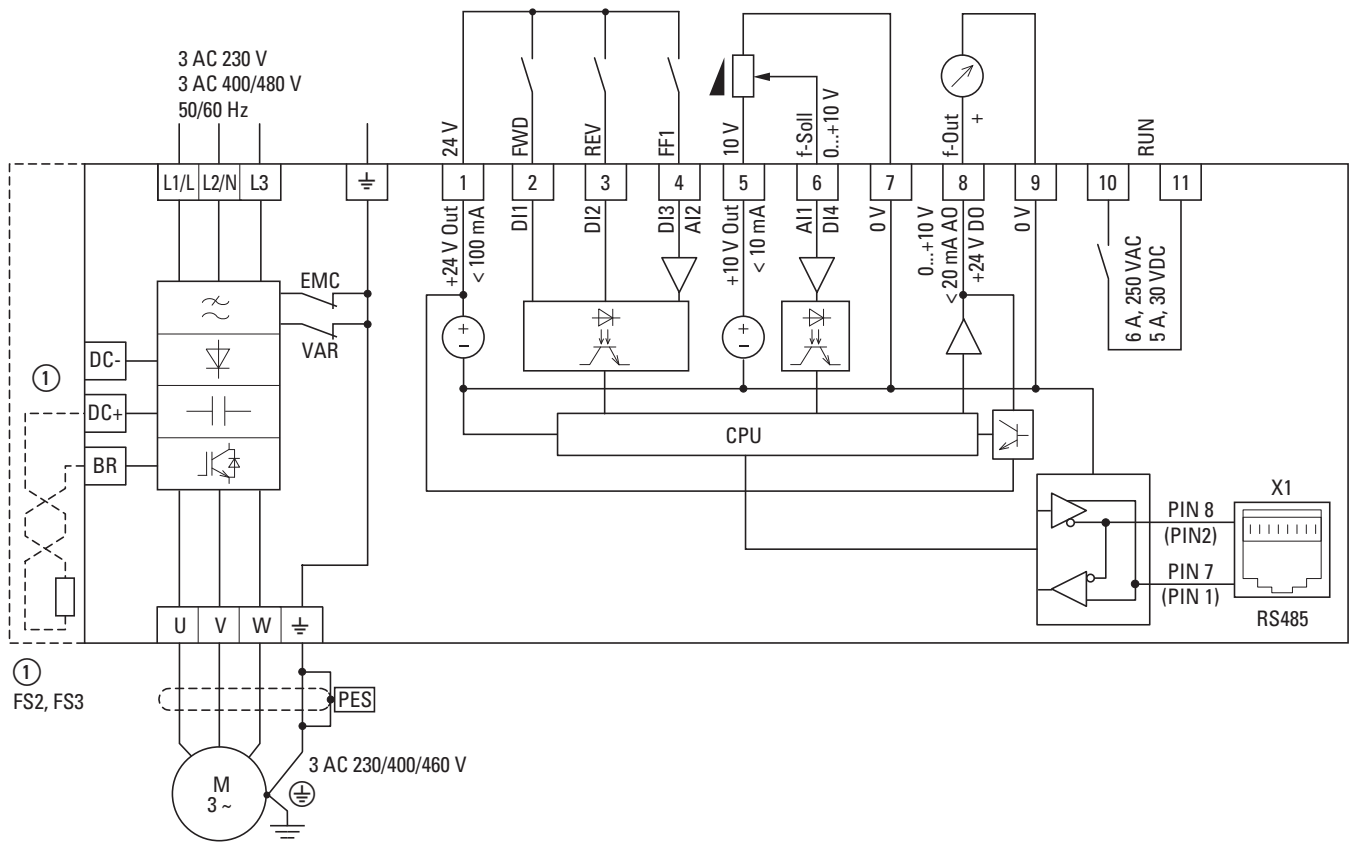 3 AC 230 V
3 AC 400/480 V
50/60 Hz
24 V
FWD
REV
FF1
10 V
f-Soll
0...+10 V
f-Out
+
RUN
L1/L
L2/N
L3
1
2
3
4
5
6
7
8
9
10
11
+24 V Out
< 100 mA
DI1
DI2
DI3
AI2
+10 V Out
< 10 mA
AI1
DI4
0 V
0...+10 V
< 20 mA AO
+24 V DO
0 V
6 A, 250 VAC
5 A, 30 VDC
EMC
VAR
+
-
+
-
DC-
1
DC+
BR
CPU
X1
PIN 8
(PIN2)
PIN 7
(PIN 1)
RS485
U
V
W
1
FS2, FS3
PES
3 AC 230/400/460 V
M
3 ~